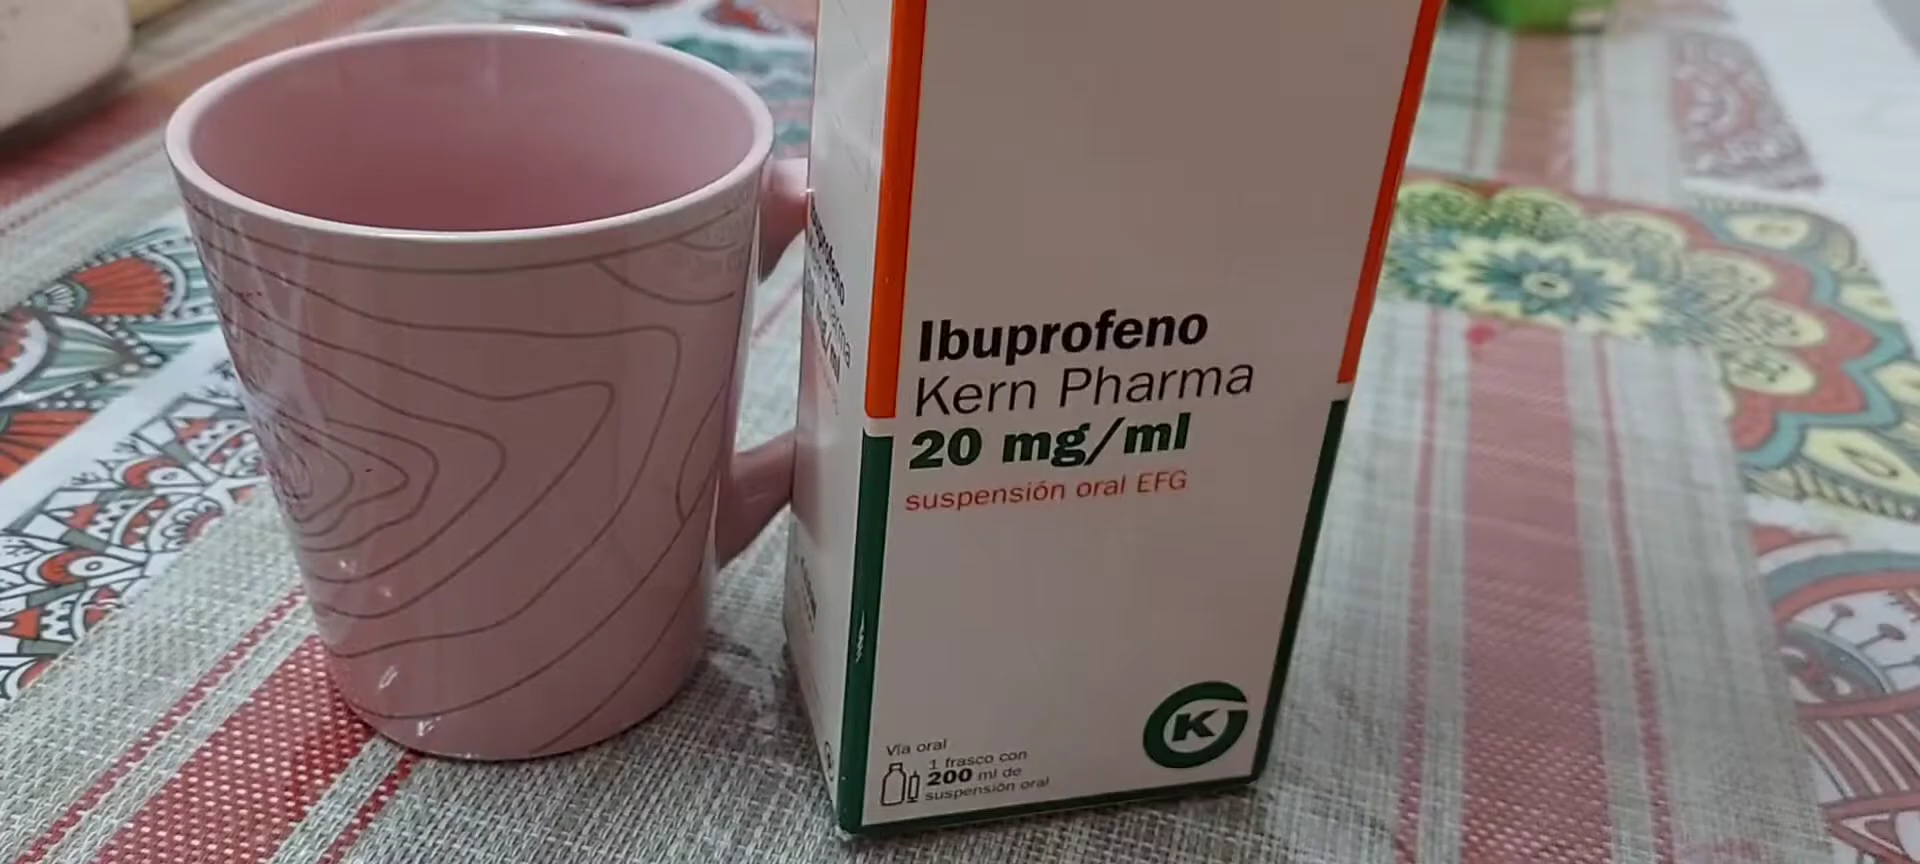 Ibuprofeno
Kern Pharma
20 mg/ml
suspensión oral EFG
Vía oral
1 frasco con
200 ml de
suspensión oral
K